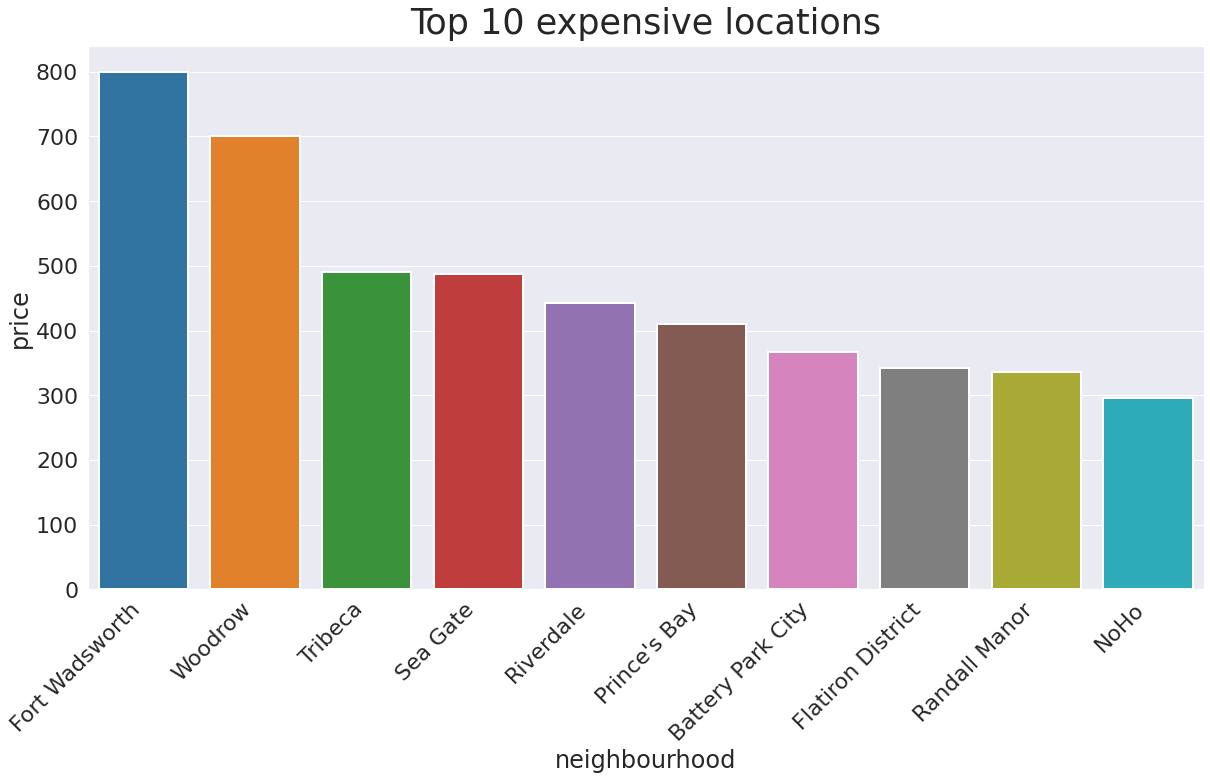 Top 10 expensive locations
price
800
700
600
500
400
300
200
100
0
Fort Wadsworth
Woodrow
Tribeca
Sea Gate
Riverdale
Prince's Bay
Battery Park City
Flatiron District
Randall Manor
NoHo
neighbourhood